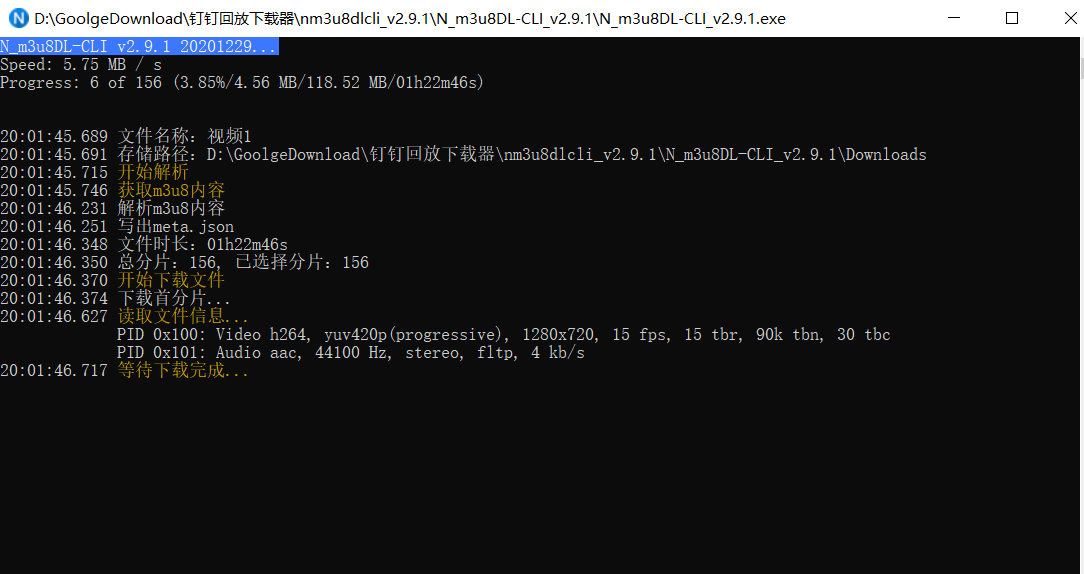 D:\GoolgeDownload\钉钉回放下载器\nm3u8dlcli_v2.9.1\N_m3u8DL-CLI_v2.9.1\N_m3u8DL-CLI_v2.9.1.exe
N_m3u8DL-CLI v2.9.1 20201229...
Speed: 5.75 MB / s
Progress: 6 of 156 (3.85%/4.56 MB/118.52 MB/01h22m46s)
20:01:45.689 文件名称：视频1
20:01:45.691 存储路径：D:\GoolgeDownload\钉钉回放下载器\nm3u8dlcli_v2.9.1\N_m3u8DL-CLI_v2.9.1\Downloads
20:01:45.715 开始解析
20:01:45.746 获取m3u8内容
20:01:46.231 解析m3u8内容
20:01:46.251 写出meta.json
20:01:46.348 文件时长：01h22m46s
20:01:46.350 总分片：156, 已选择分片：156
20:01:46.370 开始下载文件
20:01:46.374 下载首分片...
20:01:46.627 读取文件信息...
PID 0x100: Video h264, yuv420p(progressive), 1280x720, 15 fps, 15 tbr, 90k tbn, 30 tbc
PID 0x101: Audio aac, 44100 Hz, stereo, fltp, 4 kb/s
20:01:46.717 等待下载完成...